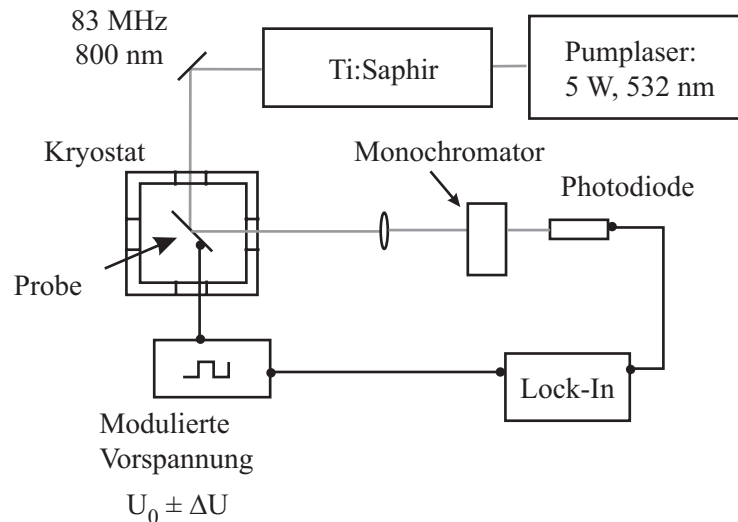 83 MHz
800 nm
Ti:Saphir
Pumplaser:
5 W, 532 nm
Kryostat
Monochromator
Photodiode
Probe
Lock-In
Modulierte
Vorspannung
U₀ ± ΔU